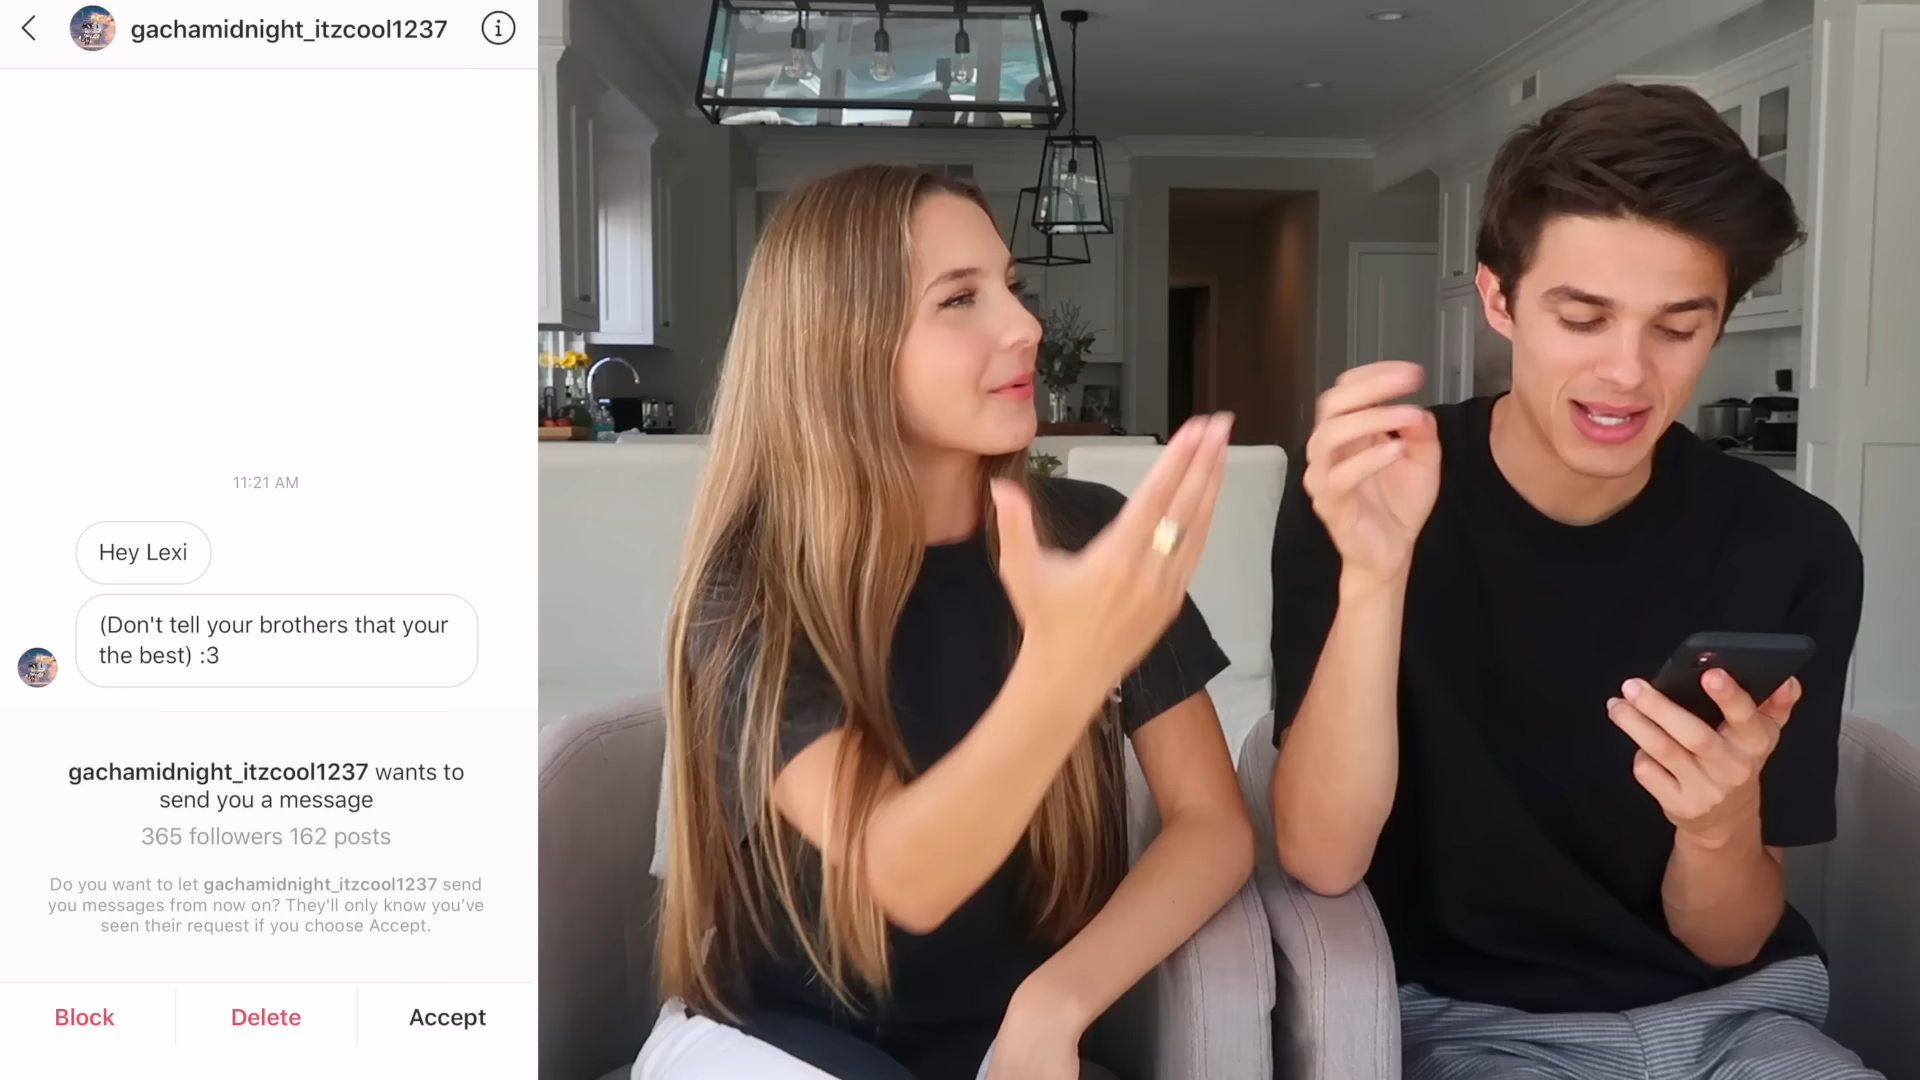 gachamidnight_itzcool1237
11:21 AM
Hey Lexi
(Don't tell your brothers that your
the best) :3
gachamidnight_itzcool1237 wants to
send you a message
365 followers 162 posts
Do you want to let gachamidnight_itzcool1237 send
you messages from now on? They'll only know you've
seen their request if you choose Accept.
Block
Delete
Accept